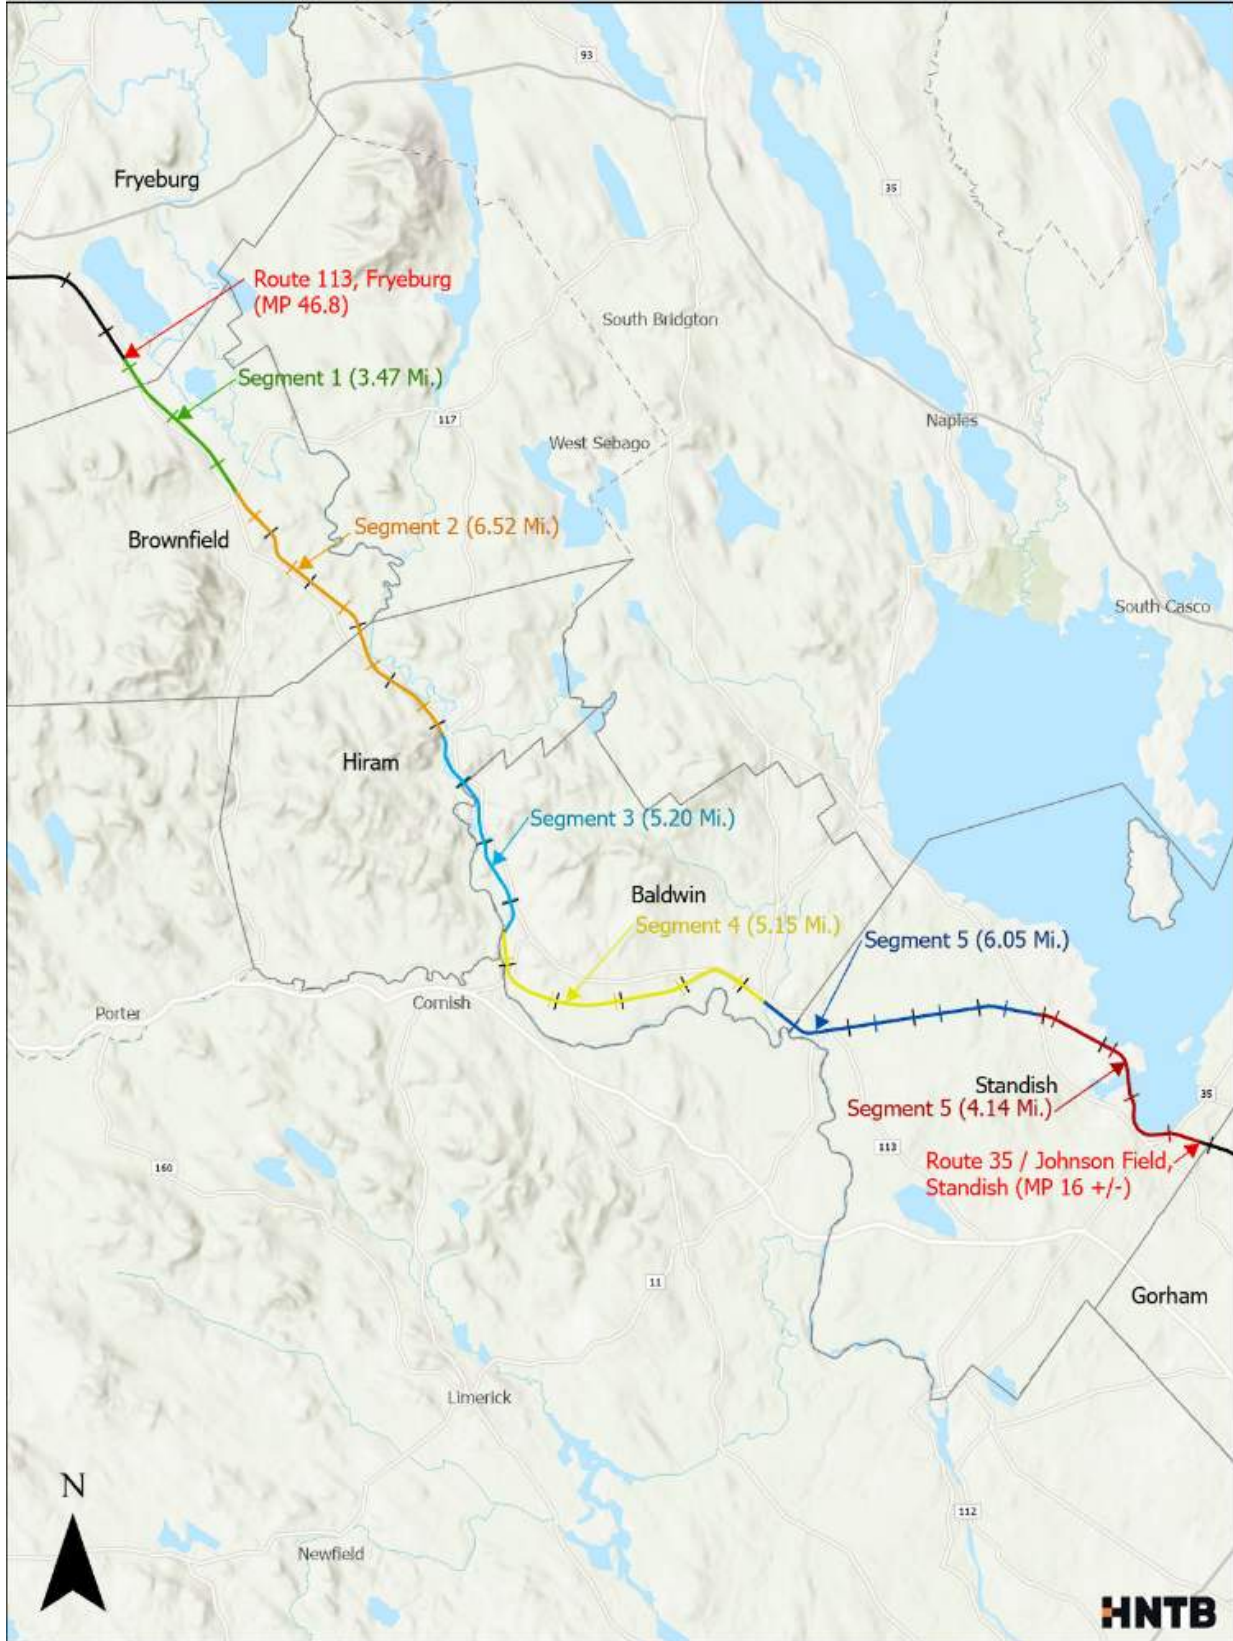 93
Fryeburg
35
Route 113, Fryeburg
(MP 46.8)
South Bridgton
Segment 1 (3.47 Mi.)
117
Naples
West Sebago
Segment 2 (6.52 Mi.)
Brownfield
South Casco
Hiram
Segment 3 (5.20 Mi.)
Baldwin
Segment 4 (5.15 Mi.)
Segment 5 (6.05 Mi.)
Porter
Cornish
Standish
35
Segment 5 (4.14 Mi.)
113
Route 35 / Johnson Field,
Standish (MP 16 +/-)
160
11
Gorham
Limerick
N
112
Newfield
HNTB